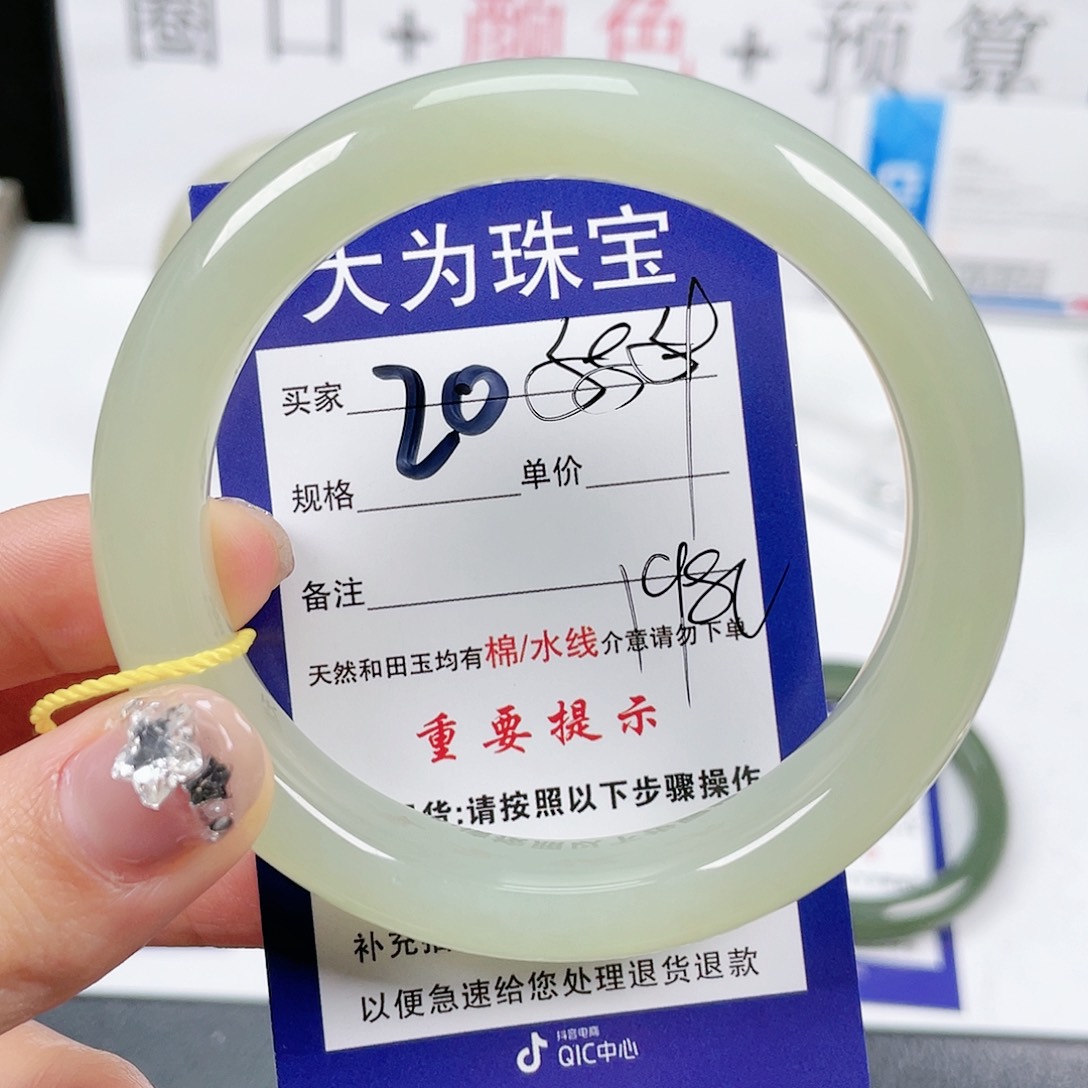 圈口+颜色+预算
大为珠宝
买家 20
规格 单价
备注
天然和田玉均有棉/水线介意请勿下单
重要提示
货:请按照以下步骤操作
补充
以便急速给您处理退货退款
抖音电商
QIC中心